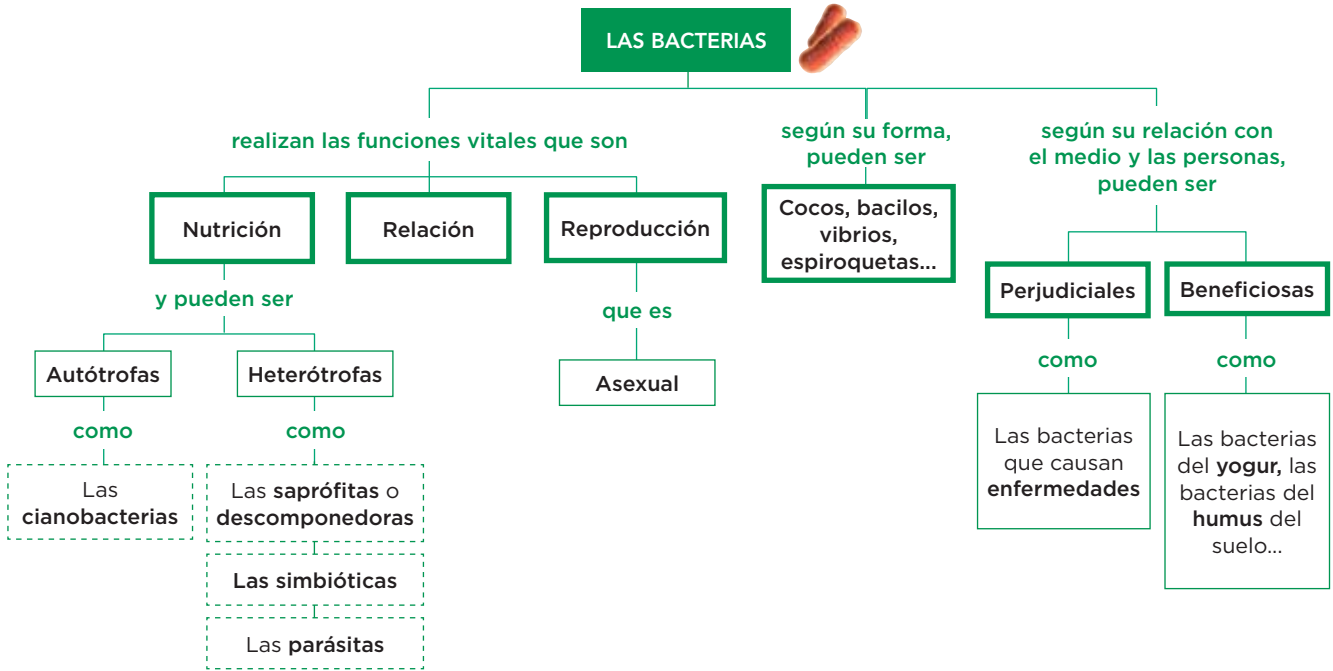 LAS BACTERIAS
realizan las funciones vitales que son
Nutrición
Relación
Reproducción
y pueden ser
Autótrofas
como
Las
cianobacterias
Heterótrofas
como
Las saprófitas o
descomponedoras
Las simbióticas
Las parásitas
que es
Asexual
según su forma,
pueden ser
Cocos, bacilos,
vibrios,
espiroquetas...
según su relación con
el medio y las personas,
pueden ser
Perjudiciales
como
Las bacterias
que causan
enfermedades
Beneficiosas
como
Las bacterias
del yogur, las
bacterias del
humus del
suelo...